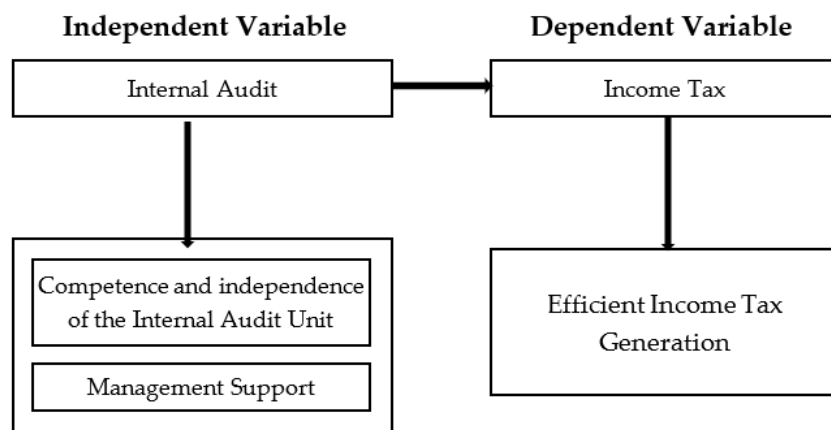 Independent Variable
Dependent Variable
Internal Audit
Income Tax
Competence and independence
of the Internal Audit Unit
Management Support
Efficient Income Tax
Generation